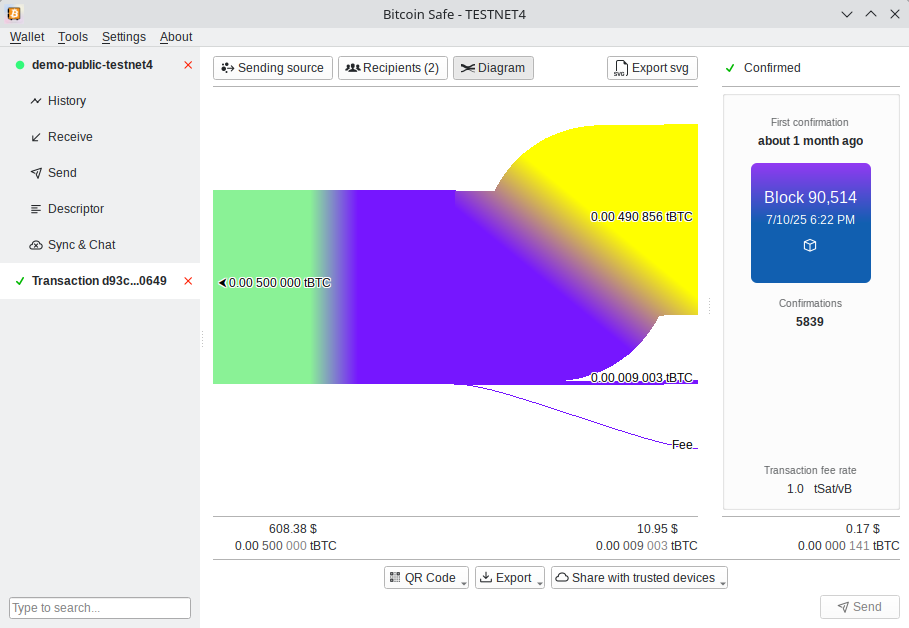 Bitcoin Safe - TESTNET4
Wallet Tools Settings About
demo-public-testnet4
History
Receive
Send
Descriptor
Sync & Chat
Transaction d93c...0649
Type to search...
Sending source
Recipients (2)
Diagram
SVG Export svg
0.00 500 000 tBTC
0.00 490 856 tBTC
0.00 009 003 tBTC
Fee
608.38 $
0.00 500 000 tBTC
10.95 $
0.00 009 003 tBTC
QR Code
Export
Share with trusted devices
Confirmed
First confirmation
about 1 month ago
Block 90,514
7/10/25 6:22 PM
Confirmations
5839
Transaction fee rate
1.0 tSat/vB
0.17 $
0.00 000 141 tBTC
Send